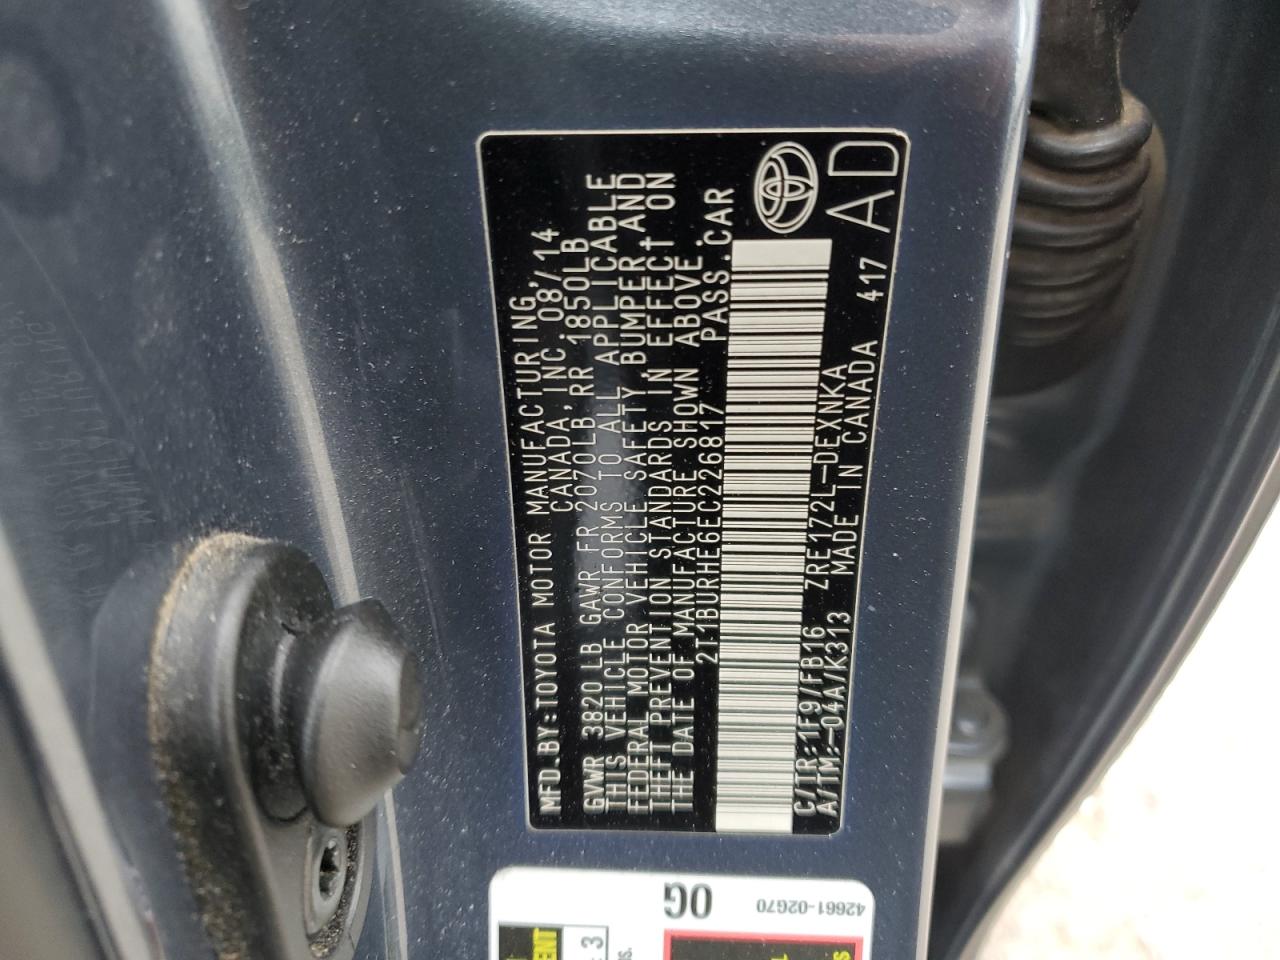 MFD.BY:TOYOTA MOTOR MANUFACTURING,
CANADA, INC. 08/14
GVWR 3820LB GAWR FR 2070LB, RR 1850LB
THIS VEHICLE CONFORMS TO ALL APPLICABLE
FEDERAL MOTOR VEHICLE SAFETY, BUMPER, AND
THEFT PREVENTION STANDARDS IN EFFECT ON
THE DATE OF MANUFACTURE SHOWN ABOVE.
2T1BURHE6EC226817 PASS.CAR
C/TR:1F9/FB16 ZRE172L-DEXNKA 417 AD
A/TM:-04A/K313 MADE IN CANADA
0G
42661-02G70
3